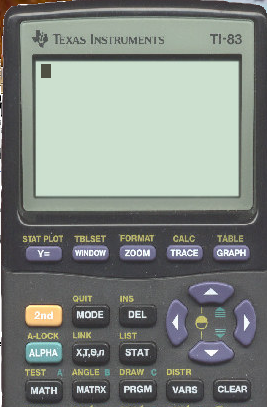 TEXAS INSTRUMENTS TI-83
STAT PLOT TBLSET FORMAT CALC TABLE
Y= WINDOW ZOOM TRACE GRAPH
QUIT INS
2nd MODE DEL
A-LOCK LINK LIST
ALPHA X,T,θ,n STAT
TEST A ANGLE B DRAW C DISTR
MATH MATRX PRGM VARS CLEAR